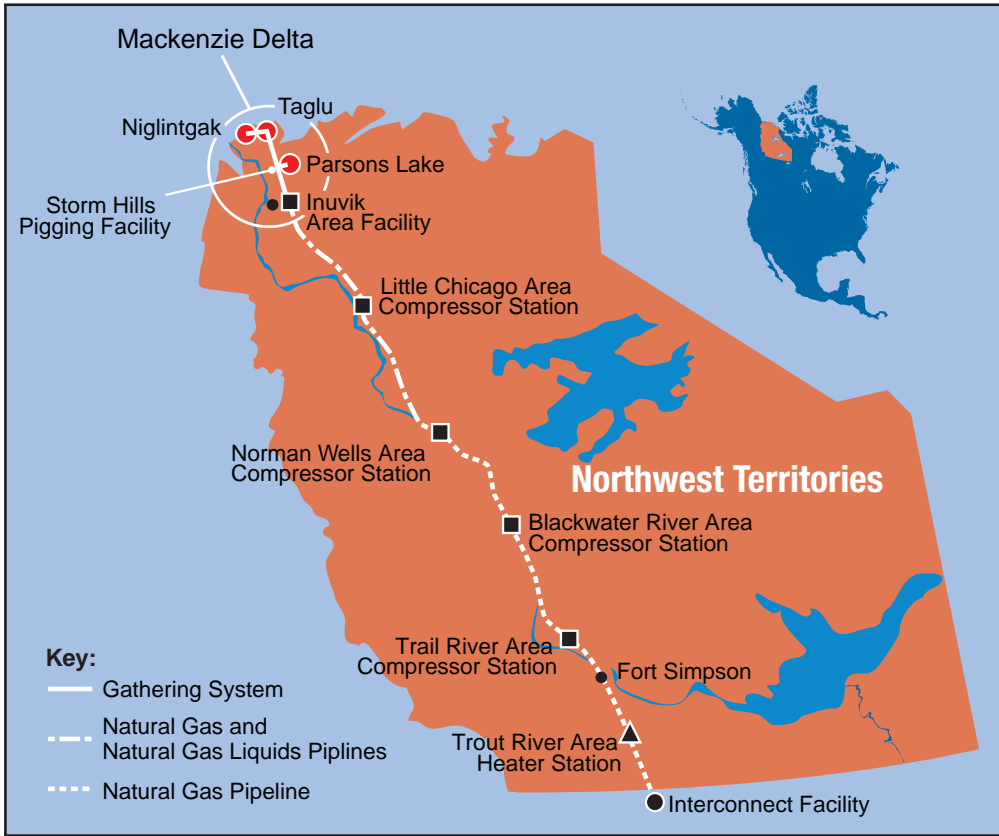 Mackenzie Delta
Taglu
Niglintgak
Parsons Lake
Storm Hills
Pigging Facility
Inuvik
Area Facility
Little Chicago Area
Compressor Station
Norman Wells Area
Compressor Station
Northwest Territories
Blackwater River Area
Compressor Station
Trail River Area
Compressor Station
Fort Simpson
Trout River Area
Heater Station
Interconnect Facility
Key:
Gathering System
Natural Gas and
Natural Gas Liquids Piplines
Natural Gas Pipeline